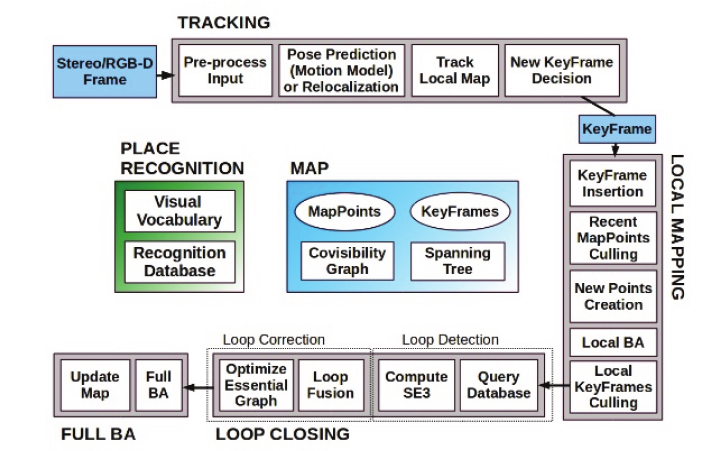 TRACKING
Stereo/RGB-D
Frame
Pre-process
Input
Pose Prediction
(Motion Model)
or Relocalization
Track
Local Map
New KeyFrame
Decision
KeyFrame
PLACE
RECOGNITION
Visual
Vocabulary
Recognition
Database
MAP
MapPoints
KeyFrames
Covisibility
Graph
Spanning
Tree
LOCAL MAPPING
KeyFrame
Insertion
Recent
MapPoints
Culling
New Points
Creation
Local BA
Local
KeyFrames
Culling
Loop Correction
Loop Detection
Update
Map
Full
BA
Optimize
Essential
Graph
Loop
Fusion
Compute
SE3
Query
Database
FULL BA
LOOP CLOSING